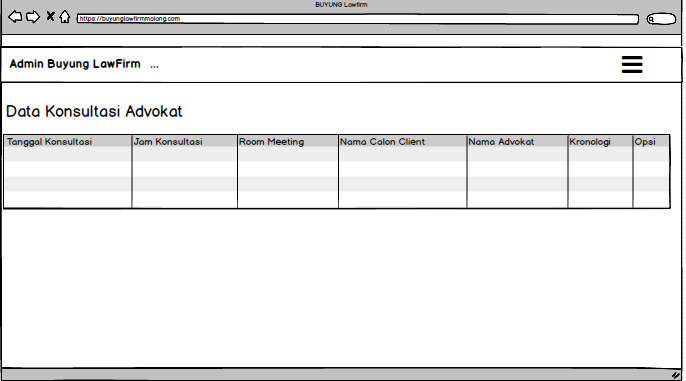 BUYUNG Lawfirm
https://buyunglawfirmmalang.com
Admin Buyung LawFirm ...
Data Konsultasi Advokat
Tanggal Konsultasi Jam Konsultasi Room Meeting Nama Calon Client Nama Advokat Kronologi Opsi